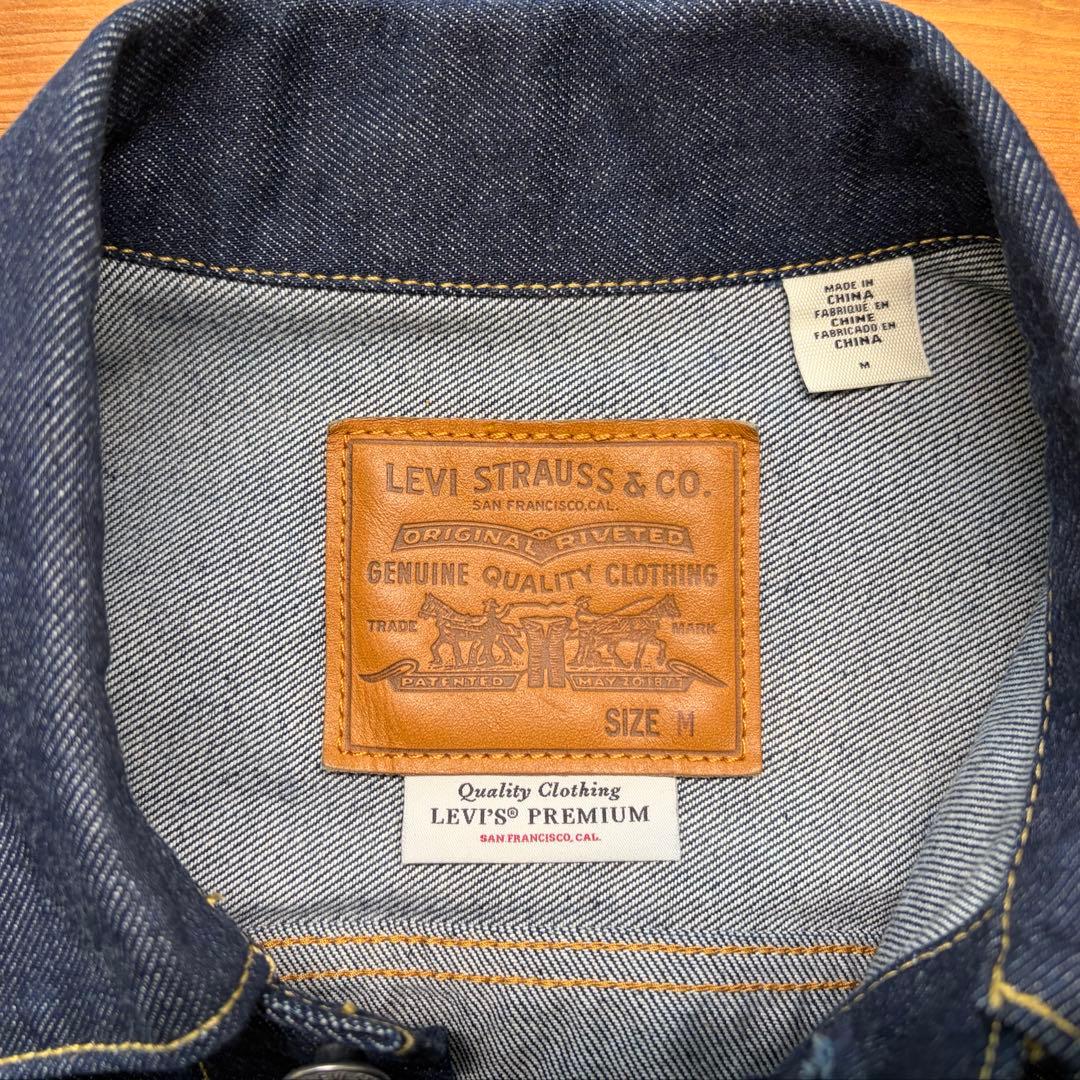 MADE IN
CHINA
FABRIQUÉ EN
CHINE
FABRICADO EN
CHINA
M
LEVI STRAUSS & CO.
SAN FRANCISCO, CAL.
ORIGINAL RIVETED
GENUINE QUALITY CLOTHING
TRADE MARK
PATENTED MAY 20 1873
SIZE M
Quality Clothing
LEVI'S® PREMIUM
SAN FRANCISCO, CAL.